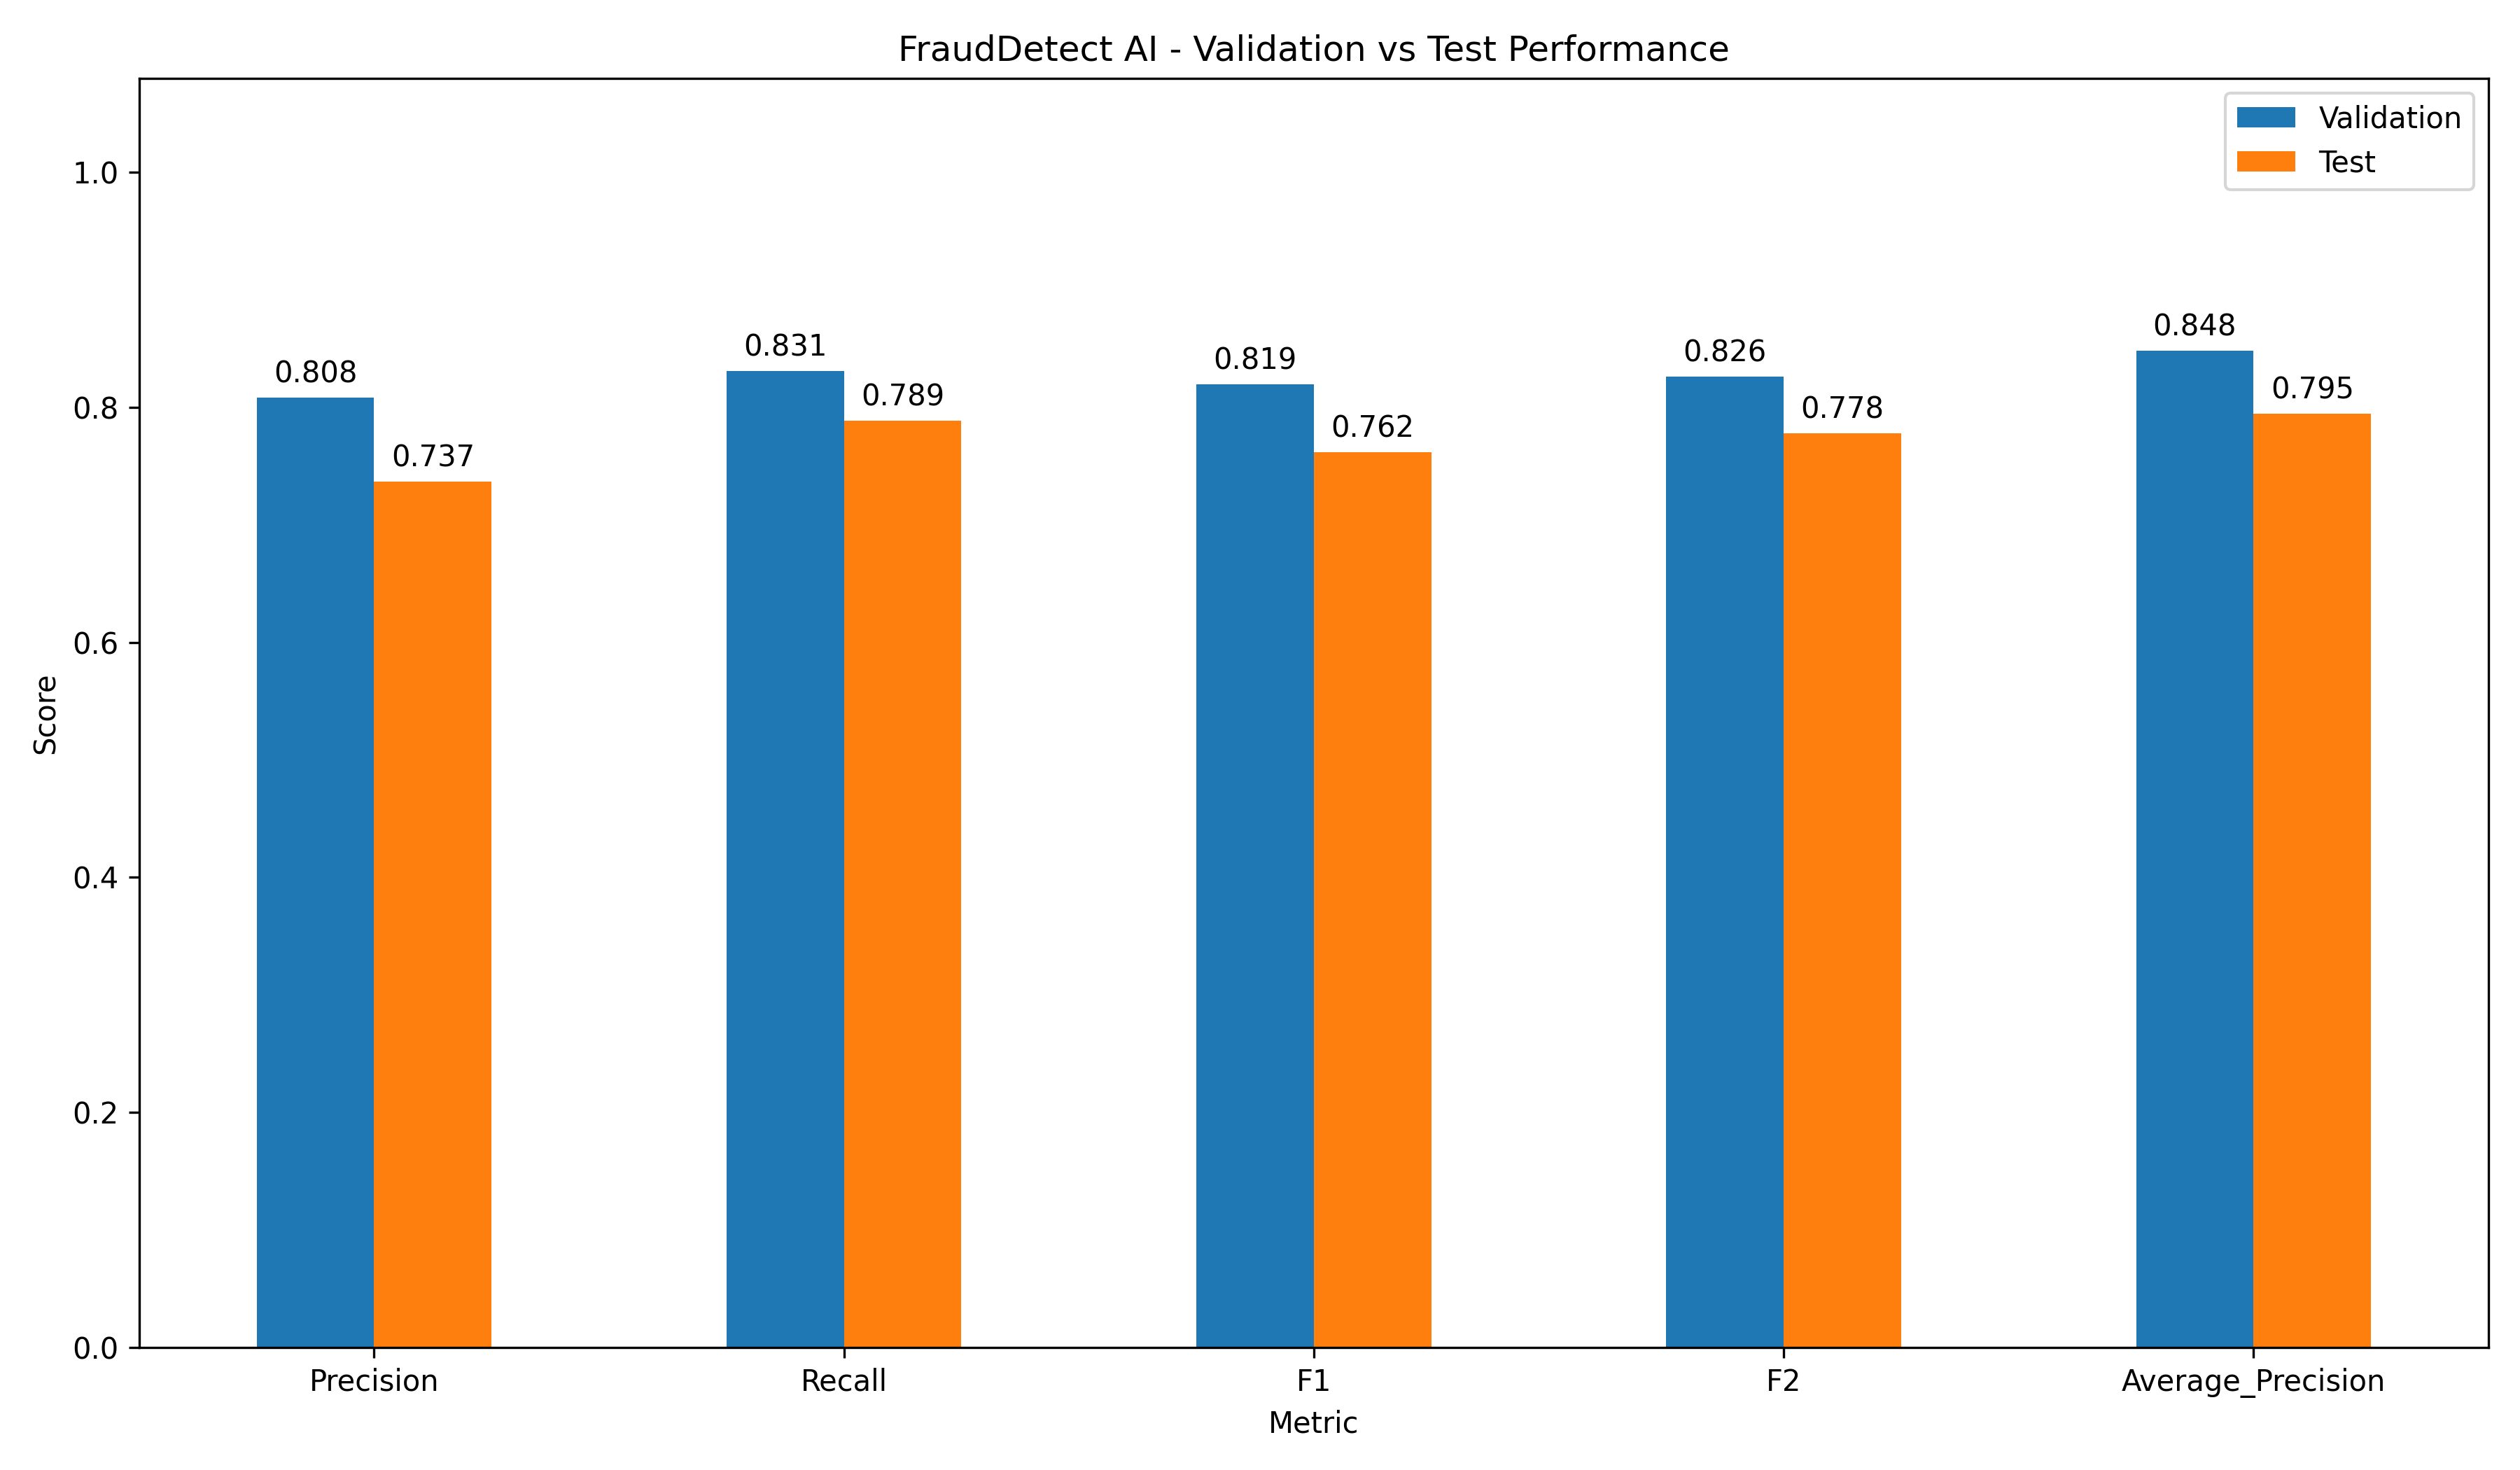 FraudDetect AI - Validation vs Test Performance
Validation
Test
1.0
0.8
0.6
0.4
0.2
0.0
Score
0.808
0.737
0.831
0.789
0.819
0.762
0.826
0.778
0.848
0.795
Precision
Recall
F1
F2
Average_Precision
Metric